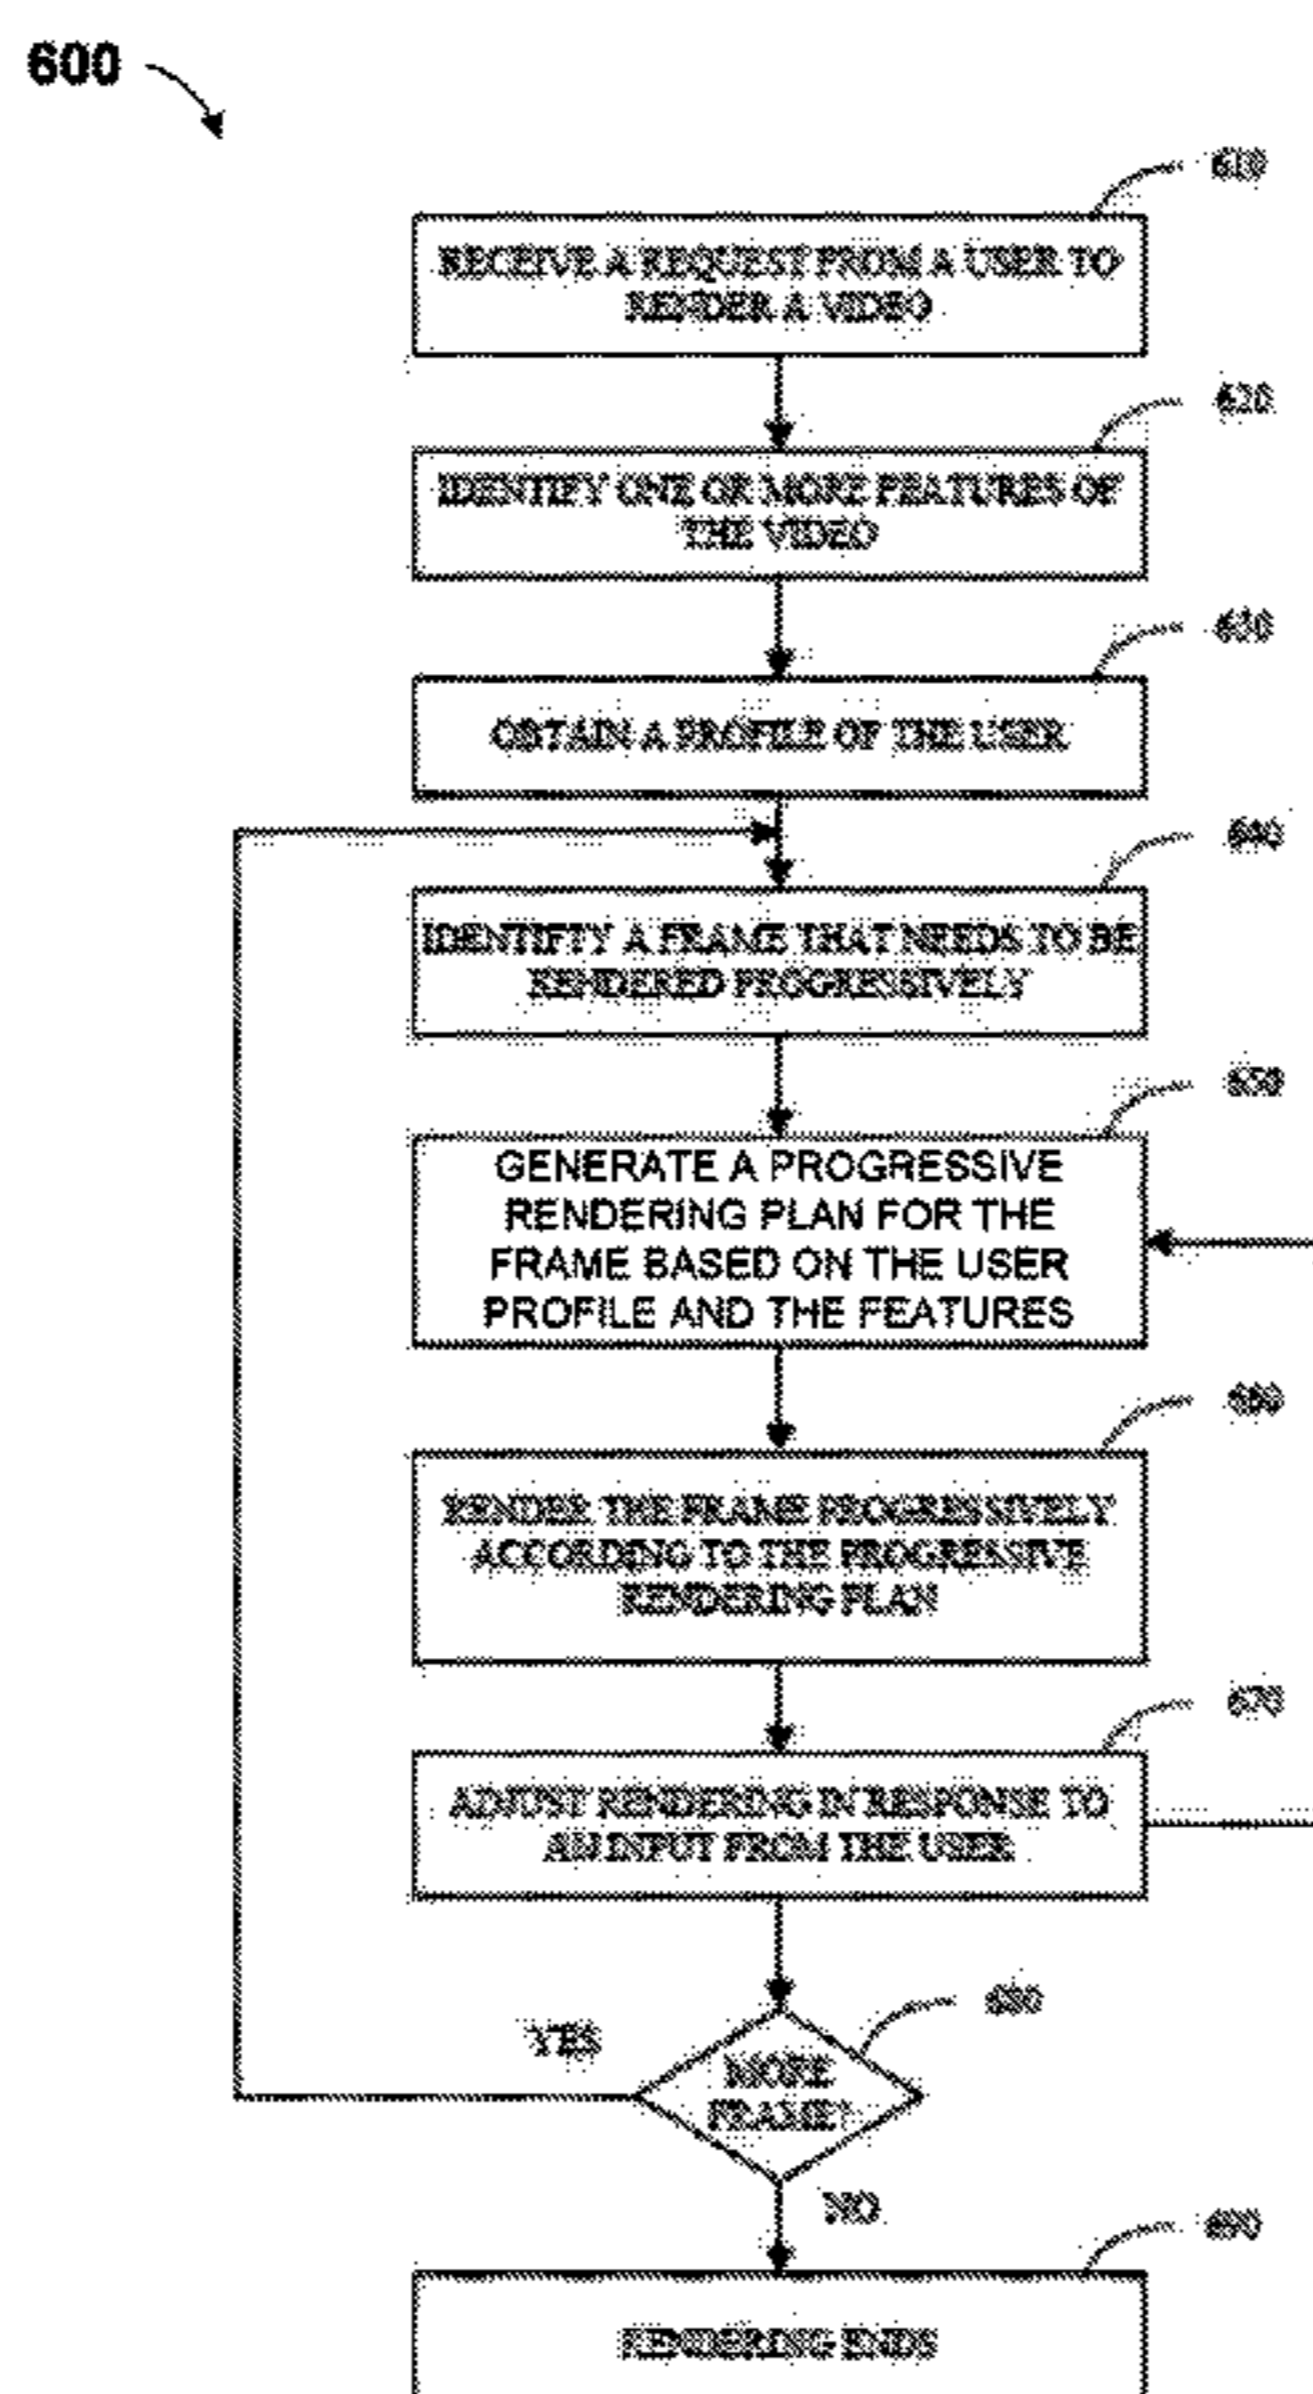 600
610
RECEIVE A REQUEST FROM A USER TO
RENDER A VIDEO
620
IDENTIFY ONE OR MORE FEATURES OF
THE VIDEO
630
OBTAIN A PROFILE OF THE USER
640
IDENTIFTY A FRAME THAT NEEDS TO BE
RENDERED PROGRESSIVELY
650
GENERATE A PROGRESSIVE
RENDERING PLAN FOR THE
FRAME BASED ON THE USER
PROFILE AND THE FEATURES
660
RENDER THE FRAME PROGRESSIVELY
ACCORDING TO THE PROGRESSIVE
RENDERING PLAN
670
ADJUST RENDERING IN RESPONSE TO
AN INPUT FROM THE USER
680
YES
MORE
FRAME?
NO
690
RENDERING ENDS